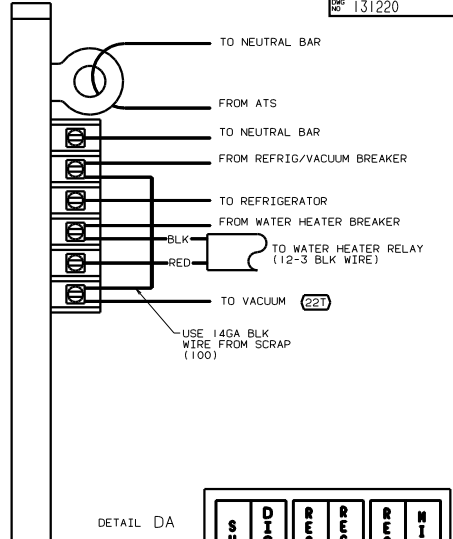 DWG NO 131220
TO NEUTRAL BAR
FROM ATS
TO NEUTRAL BAR
FROM REFRIG/VACUUM BREAKER
TO REFRIGERATOR
FROM WATER HEATER BREAKER
BLK
RED
TO WATER HEATER RELAY
(12-3 BLK WIRE)
TO VACUUM 22T
USE 14GA BLK
WIRE FROM SCRAP
(100)
DETAIL DA